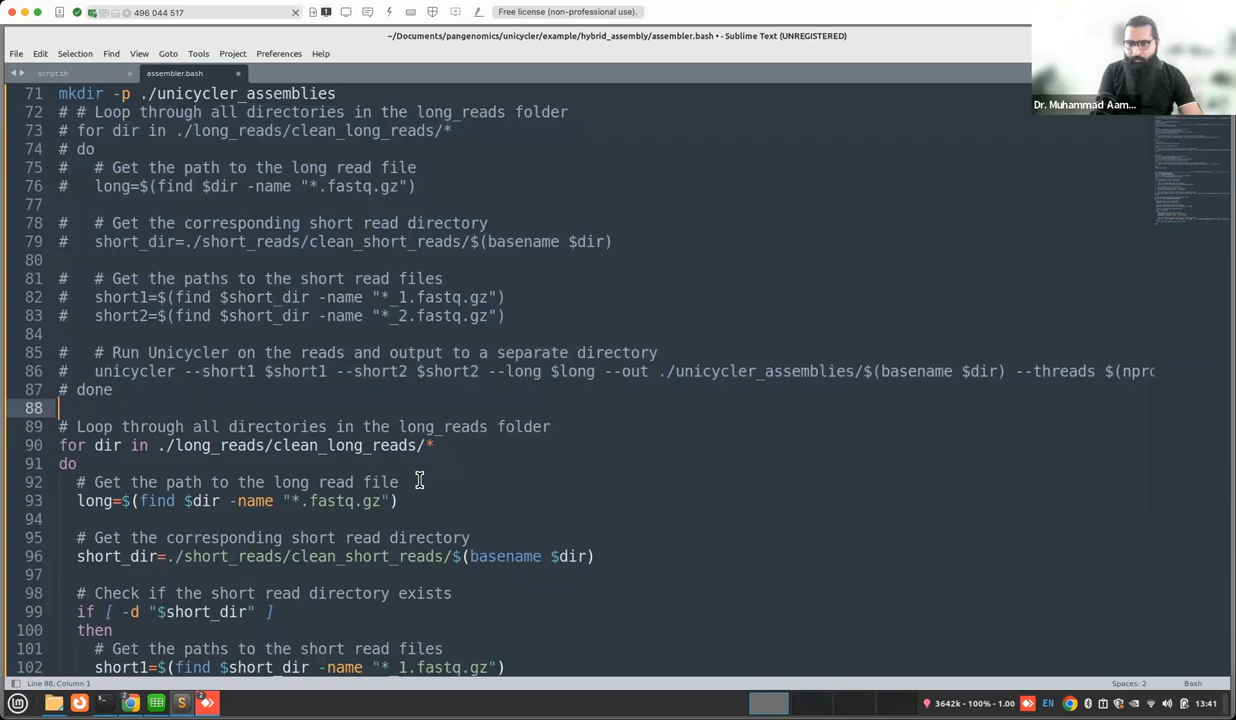 496 044 517
Free license (non-professional use).
~/Documents/pangenomics/unicycler/example/hybrid_assembly/assembler.bash • - Sublime Text (UNREGISTERED)
File Edit Selection Find View Goto Tools Project Preferences Help
script.sh assembler.bash
Dr. Muhammad Aam...
71 mkdir -p ./unicycler_assemblies
72 # # Loop through all directories in the long_reads folder
73 # for dir in ./long_reads/clean_long_reads/*
74 # do
75 #   # Get the path to the long read file
76 #   long=$(find $dir -name "*.fastq.gz")
77
78 #   # Get the corresponding short read directory
79 #   short_dir=./short_reads/clean_short_reads/$(basename $dir)
80
81 #   # Get the paths to the short read files
82 #   short1=$(find $short_dir -name "*_1.fastq.gz")
83 #   short2=$(find $short_dir -name "*_2.fastq.gz")
84
85 #   # Run Unicycler on the reads and output to a separate directory
86 #   unicycler --short1 $short1 --short2 $short2 --long $long --out ./unicycler_assemblies/$(basename $dir) --threads $(npro
87 # done
88
89 # Loop through all directories in the long_reads folder
90 for dir in ./long_reads/clean_long_reads/*
91 do
92   # Get the path to the long read file
93   long=$(find $dir -name "*.fastq.gz")
94
95   # Get the corresponding short read directory
96   short_dir=./short_reads/clean_short_reads/$(basename $dir)
97
98   # Check if the short read directory exists
99   if [ -d "$short_dir" ]
100   then
101     # Get the paths to the short read files
102     short1=$(find $short_dir -name "*_1.fastq.gz")
Line 88, Column 1 Spaces: 2 Bash
3642k - 100% - 1.00 EN 13:41